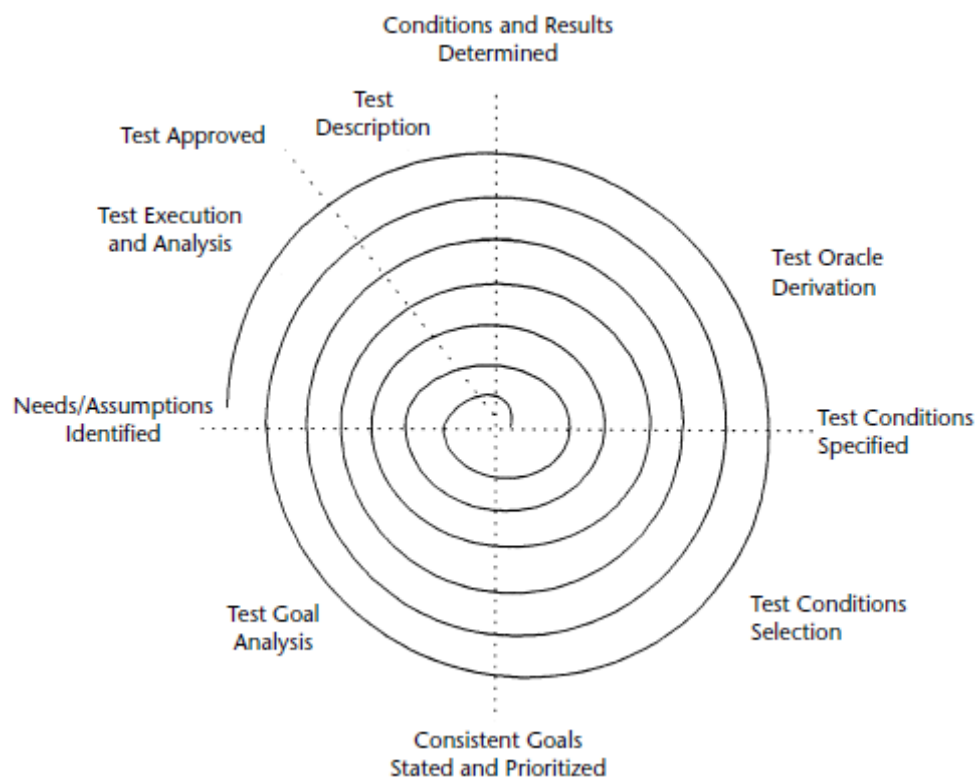 Conditions and Results
Determined
Test
Description
Test Approved
Test Execution
and Analysis
Test Oracle
Derivation
Needs/Assumptions
Identified
Test Conditions
Specified
Test Goal
Analysis
Test Conditions
Selection
Consistent Goals
Stated and Prioritized